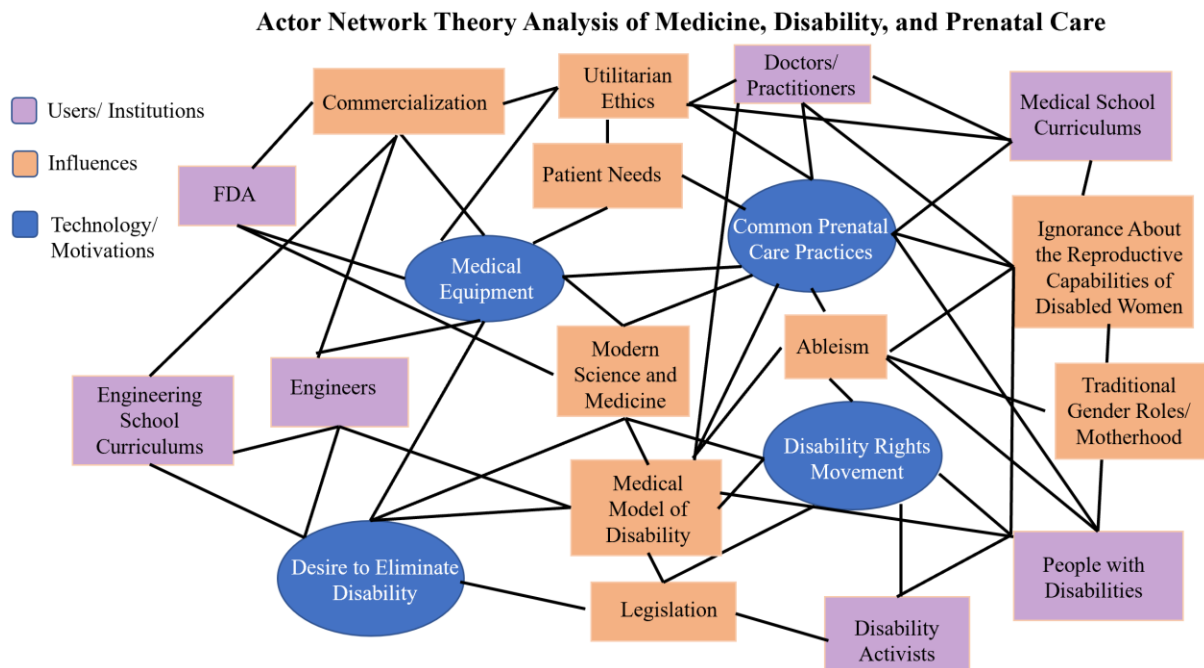 Actor Network Theory Analysis of Medicine, Disability, and Prenatal Care
Users/ Institutions
Influences
Technology/
Motivations
Commercialization
Utilitarian
Ethics
Doctors/
Practitioners
Medical School
Curriculums
FDA
Patient Needs
Common Prenatal
Care Practices
Ignorance About
the Reproductive
Capabilities of
Disabled Women
Medical
Equipment
Engineering
School
Curriculums
Engineers
Modern
Science and
Medicine
Ableism
Traditional
Gender Roles/
Motherhood
Disability Rights
Movement
Medical
Model of
Disability
Desire to Eliminate
Disability
Legislation
Disability
Activists
People with
Disabilities